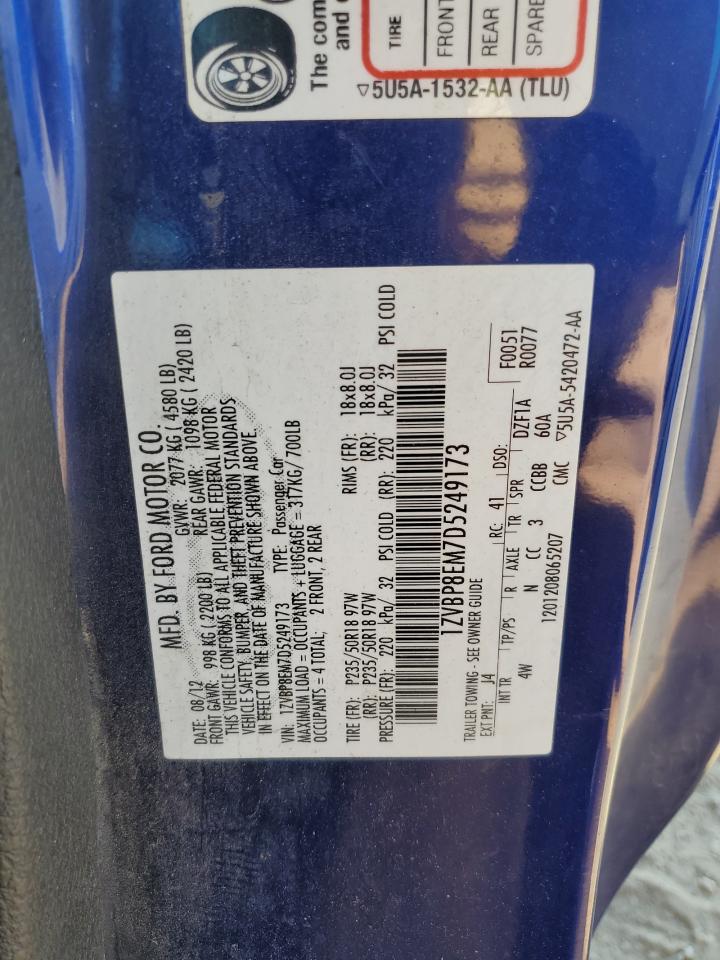 The com
and c
TIRE
FRONT
REAR
SPARE
▽5U5A-1532-AA (TLU)
MFD. BY FORD MOTOR CO.
DATE: 08/12 GVWR: 2077 KG ( 4580 LB)
FRONT GAWR: 998 KG ( 2200 LB) REAR GAWR: 1098 KG ( 2420 LB)
THIS VEHICLE CONFORMS TO ALL APPLICABLE FEDERAL MOTOR
VEHICLE SAFETY, BUMPER, AND THEFT PREVENTION STANDARDS
IN EFFECT ON THE DATE OF MANUFACTURE SHOWN ABOVE.
VIN: 1ZVBP8EM7D5249173 TYPE: Passenger Car
MAXIMUM LOAD = OCCUPANTS + LUGGAGE = 317KG/700LB
OCCUPANTS = 4 TOTAL: 2 FRONT, 2 REAR
TIRE (FR): P235/50R18 97W RIMS (FR): 18x8.0J
(RR): P235/50R18 97W (RR): 18x8.0J
PRESSURE (FR): 220 kPa/ 32 PSI COLD (RR): 220 kPa/ 32 PSI COLD
1ZVBP8EM7D5249173
TRAILER TOWING - SEE OWNER GUIDE
EXT PNT: J4 RC: 41 DSO: F0051
R0077
INT TR TP/PS R AXLE TR SPR DZF1A
4W N CC 3 CCBB 60A
1Z01208065207 CMC ▽5U5A-5420472-AA